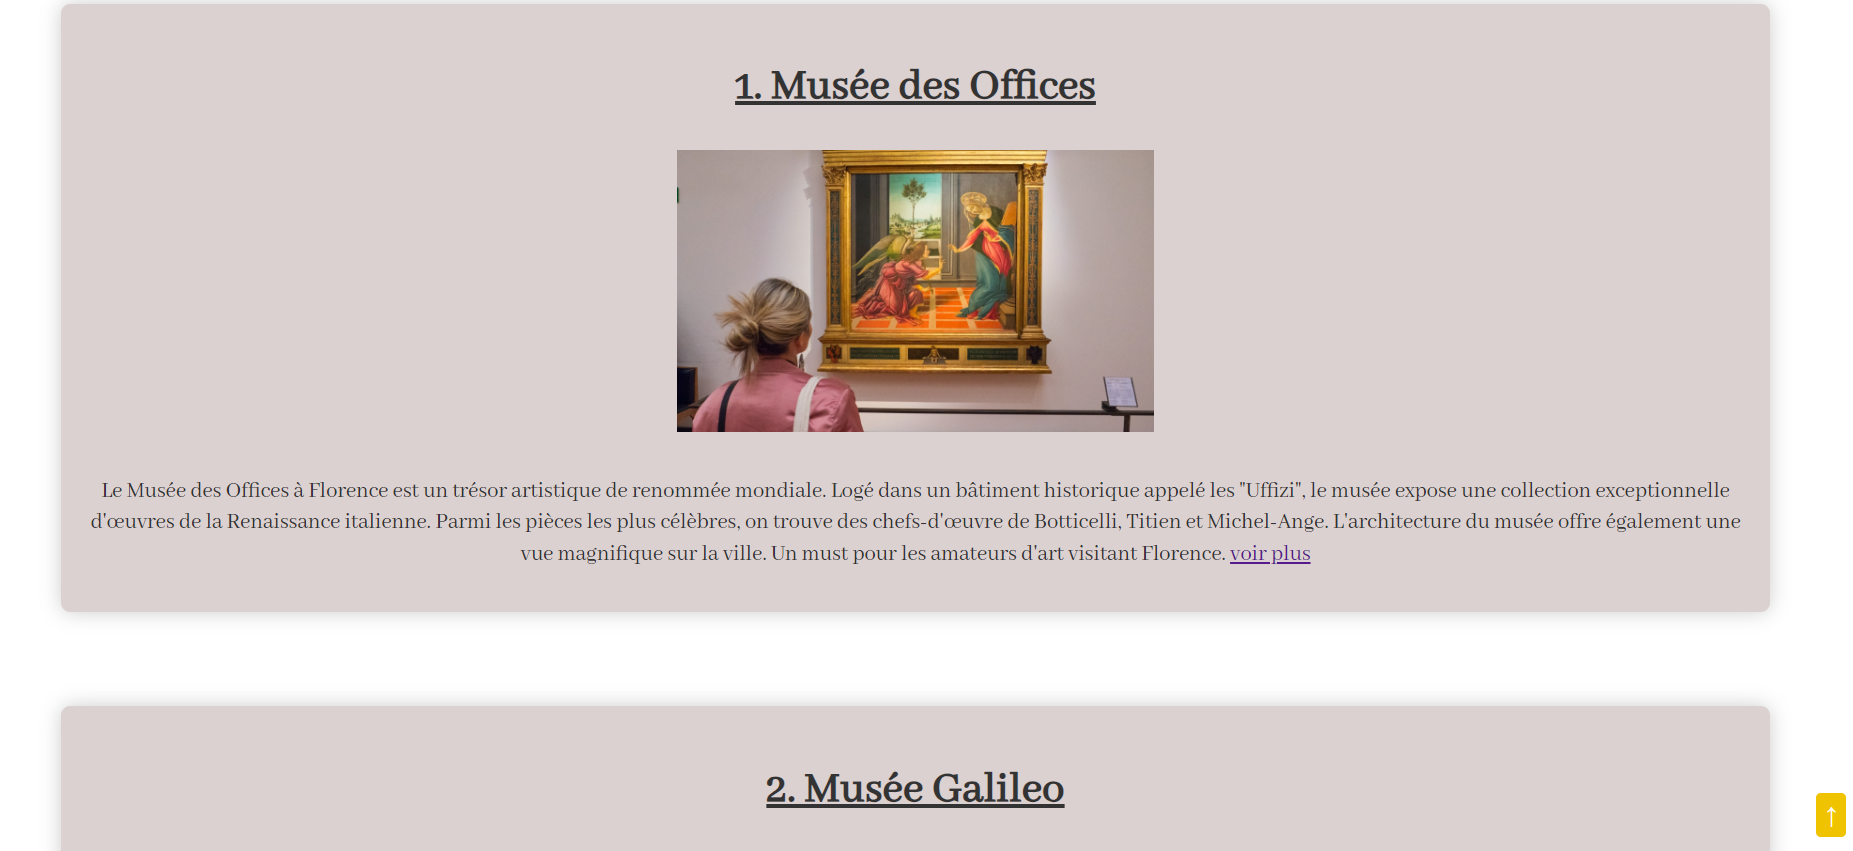 1. Musée des Offices
Le Musée des Offices à Florence est un trésor artistique de renommée mondiale. Logé dans un bâtiment historique appelé les "Uffizi", le musée expose une collection exceptionnelle
d'œuvres de la Renaissance italienne. Parmi les pièces les plus célèbres, on trouve des chefs-d'œuvre de Botticelli, Titien et Michel-Ange. L'architecture du musée offre également une
vue magnifique sur la ville. Un must pour les amateurs d'art visitant Florence. voir plus
2. Musée Galileo
↑